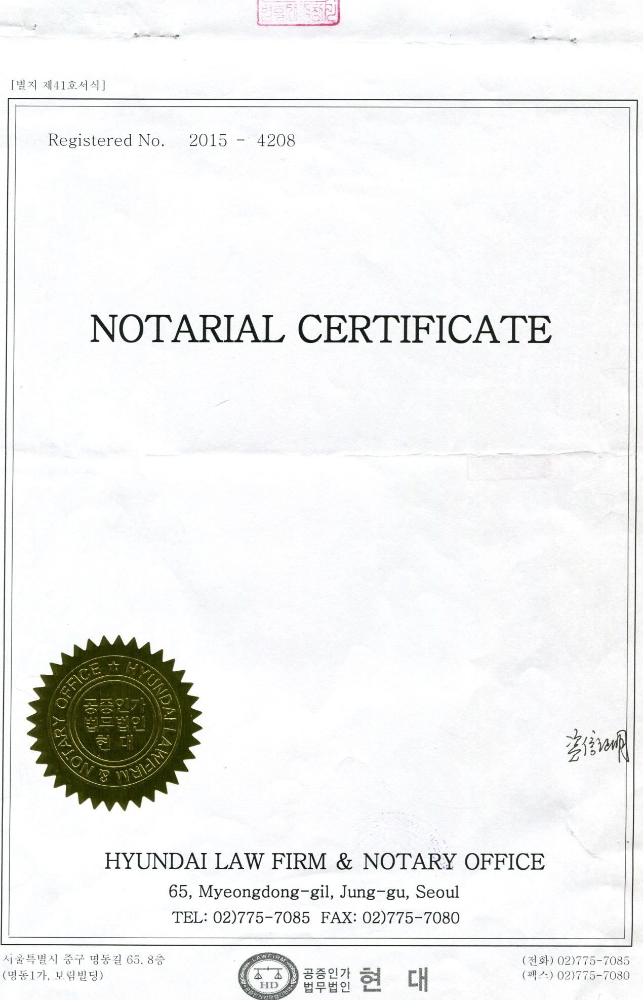 [별지 제41호서식]
Registered No. 2015 - 4208
NOTARIAL CERTIFICATE
HYUNDAI LAWFIRM & NOTARY OFFICE ★
공증인가
법무법인
현 대
资信证明
HYUNDAI LAW FIRM & NOTARY OFFICE
65, Myeongdong-gil, Jung-gu, Seoul
TEL: 02)775-7085 FAX: 02)775-7080
서울특별시 중구 명동길 65, 8층
(명동1가, 보림빌딩)
LAWFIRM
HD
공증인가법무법인현대
공증인가
법무법인
현 대
(전화) 02)775-7085
(팩스) 02)775-7080